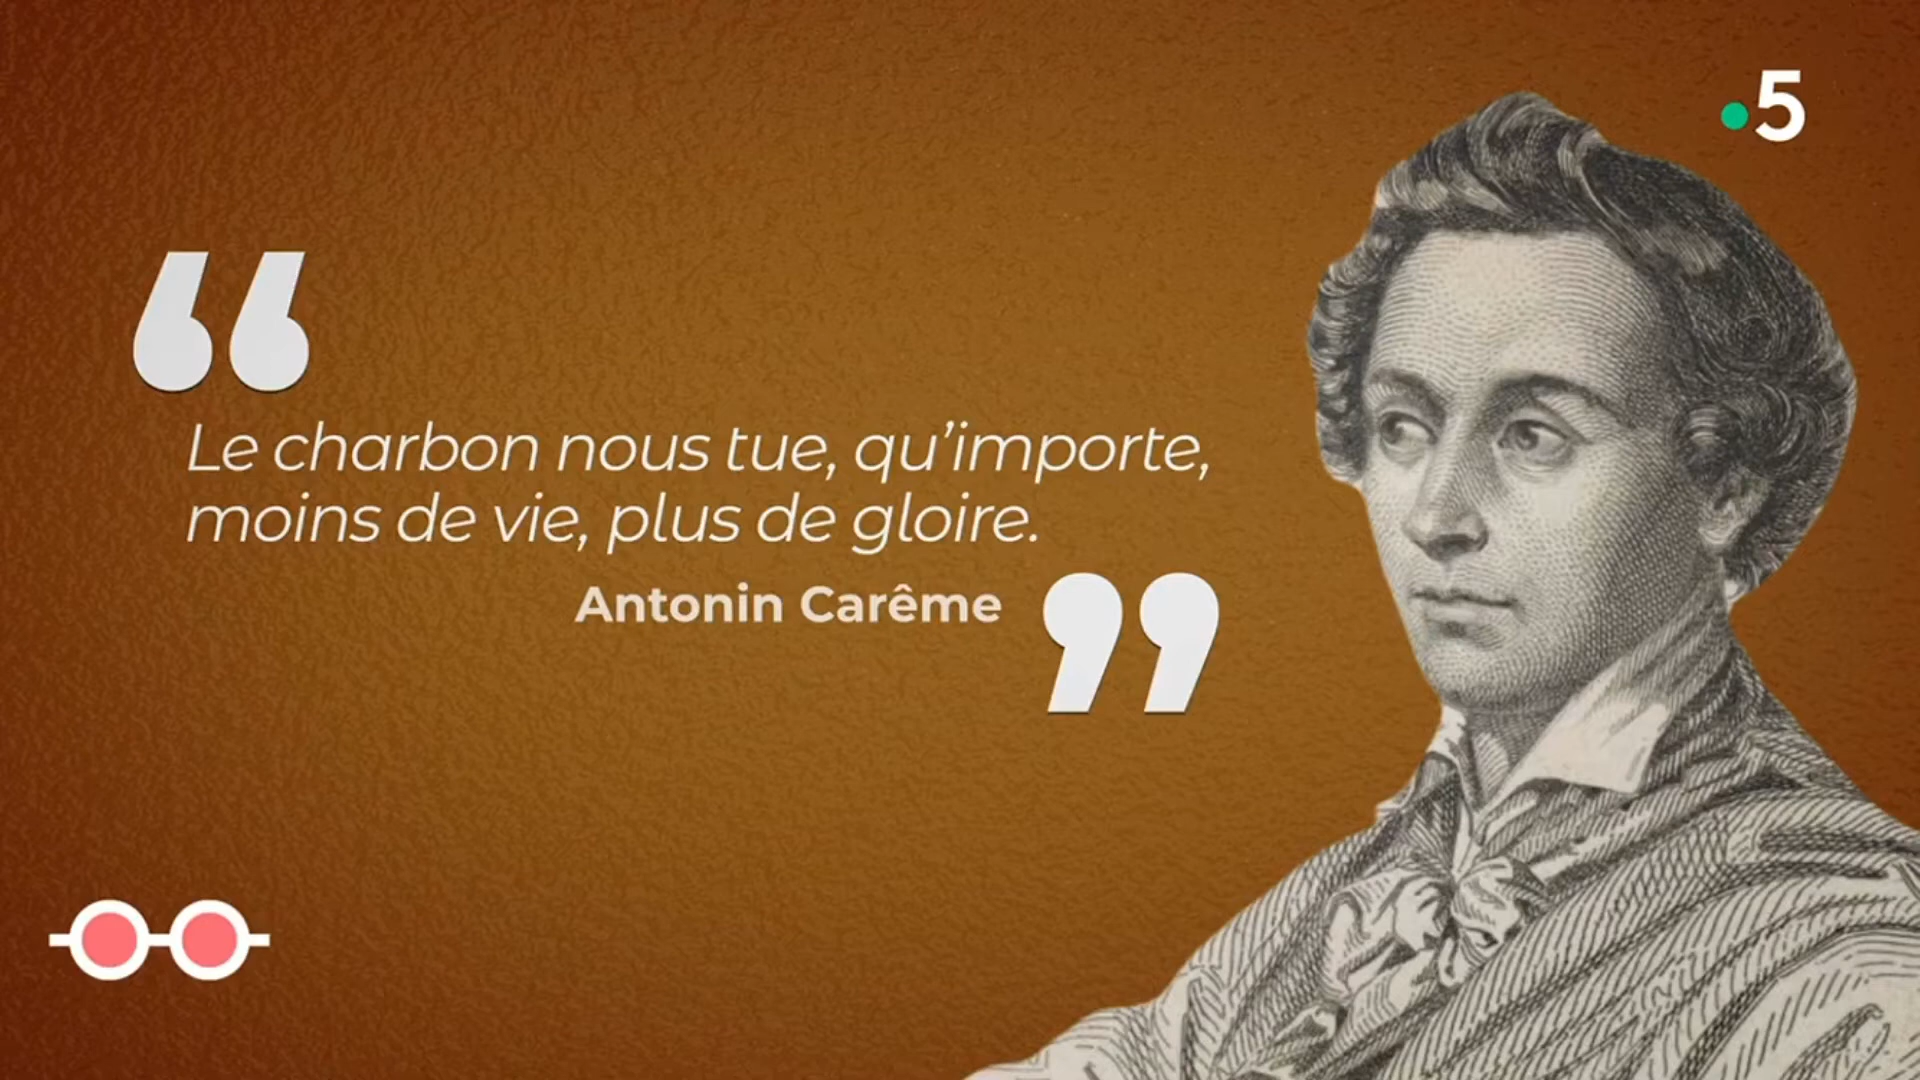 5
“
Le charbon nous tue, qu’importe,
moins de vie, plus de gloire.
Antonin Carême
”